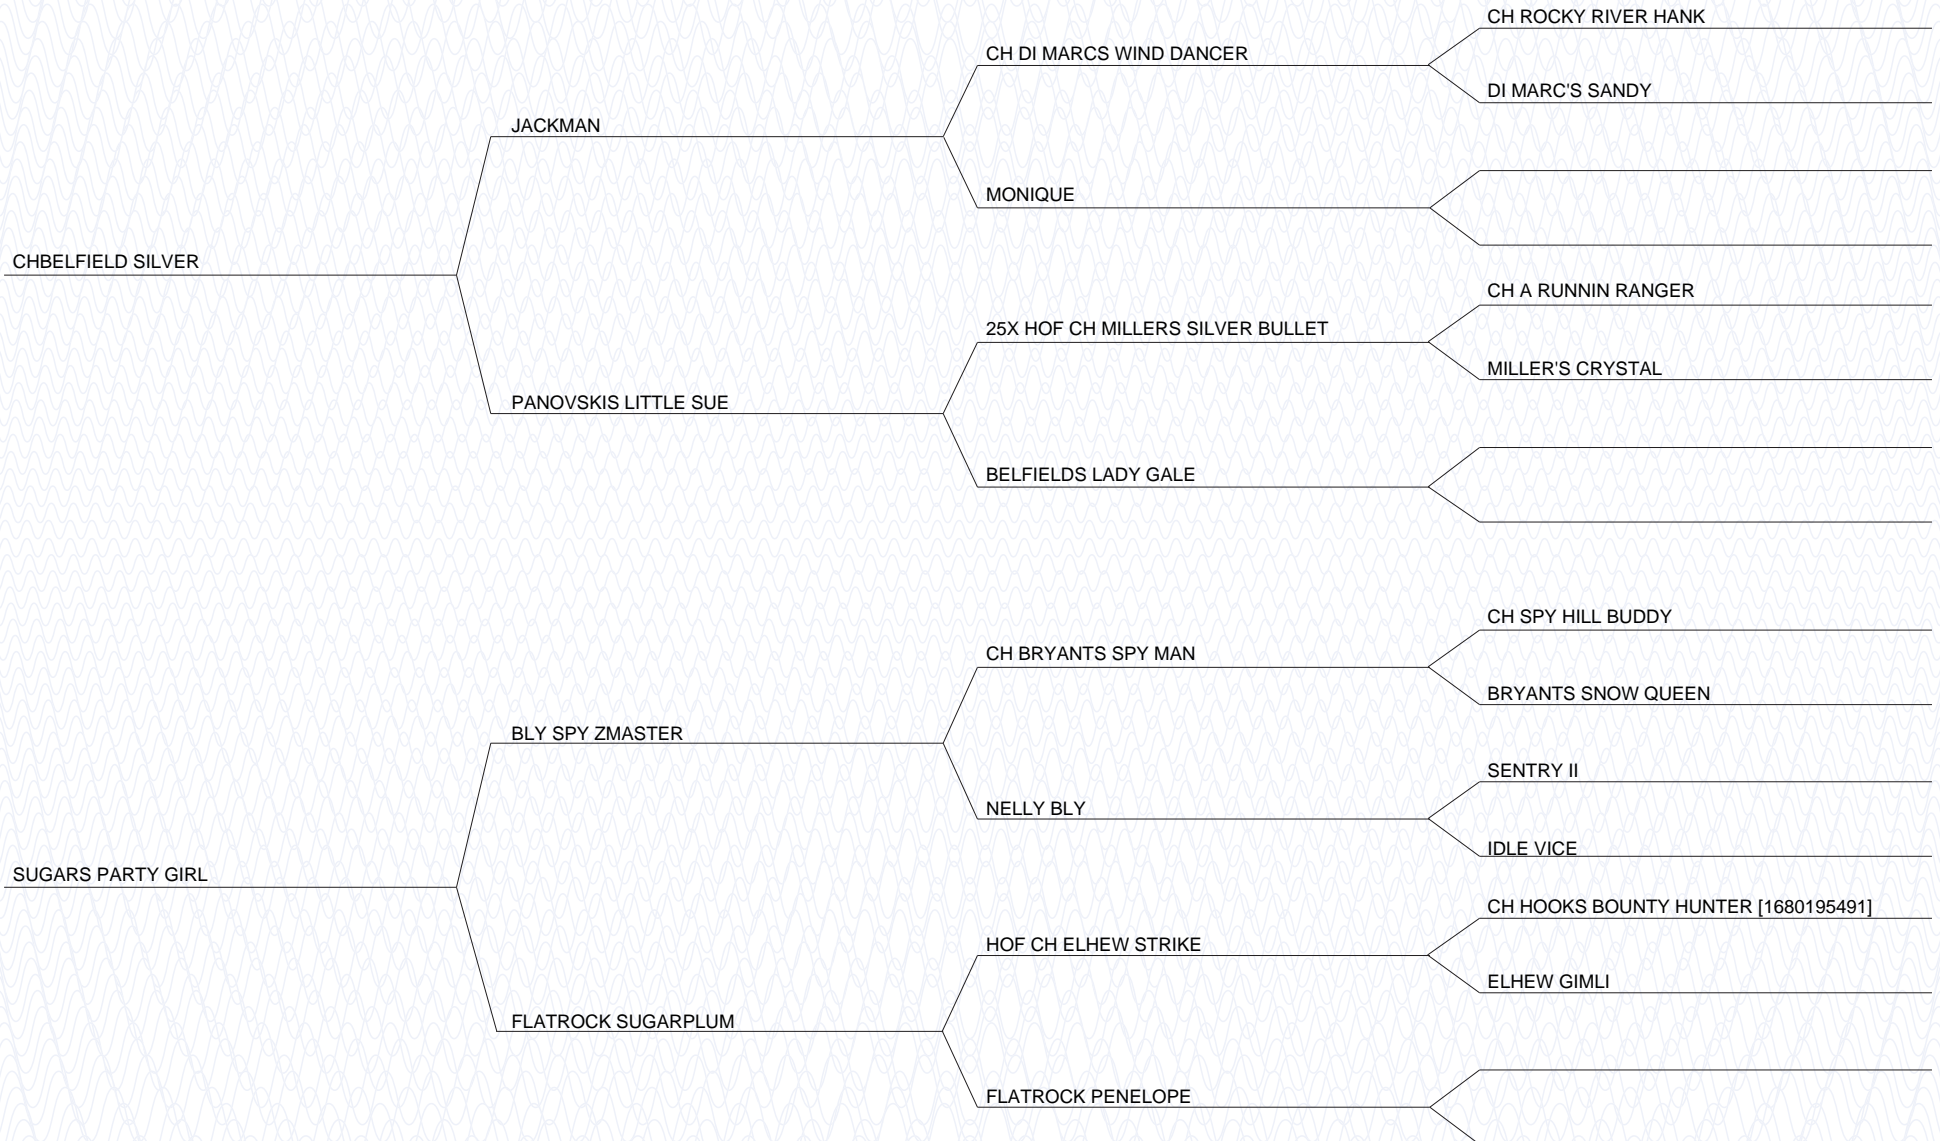 CH ROCKY RIVER HANK
CH DI MARCS WIND DANCER
DI MARC'S SANDY
JACKMAN
MONIQUE
CHBELFIELD SILVER
CH A RUNNIN RANGER
25X HOF CH MILLERS SILVER BULLET
MILLER'S CRYSTAL
PANOVSKIS LITTLE SUE
BELFIELDS LADY GALE
CH SPY HILL BUDDY
CH BRYANTS SPY MAN
BRYANTS SNOW QUEEN
BLY SPY ZMASTER
SENTRY II
NELLY BLY
IDLE VICE
SUGARS PARTY GIRL
CH HOOKS BOUNTY HUNTER [1680195491]
HOF CH ELHEW STRIKE
ELHEW GIMLI
FLATROCK SUGARPLUM
FLATROCK PENELOPE